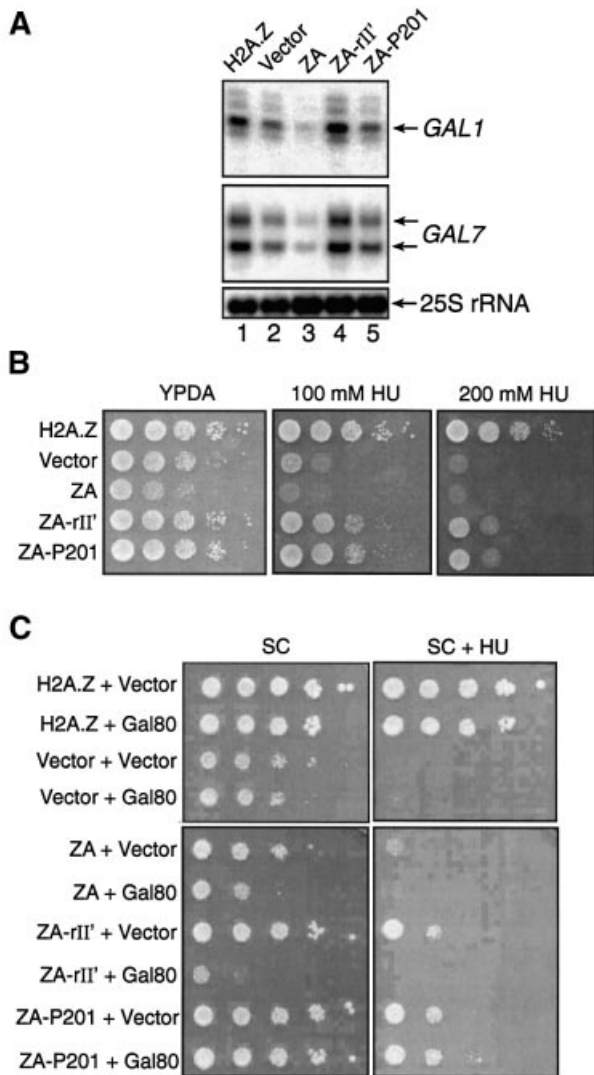 A
H2A.Z Vector ZA ZA-rII' ZA-P201
GAL1
GAL7
25S rRNA
1 2 3 4 5
B
YPDA 100 mM HU 200 mM HU
H2A.Z
Vector
ZA
ZA-rII'
ZA-P201
C
SC SC + HU
H2A.Z + Vector
H2A.Z + Gal80
Vector + Vector
Vector + Gal80
ZA + Vector
ZA + Gal80
ZA-rII' + Vector
ZA-rII' + Gal80
ZA-P201 + Vector
ZA-P201 + Gal80